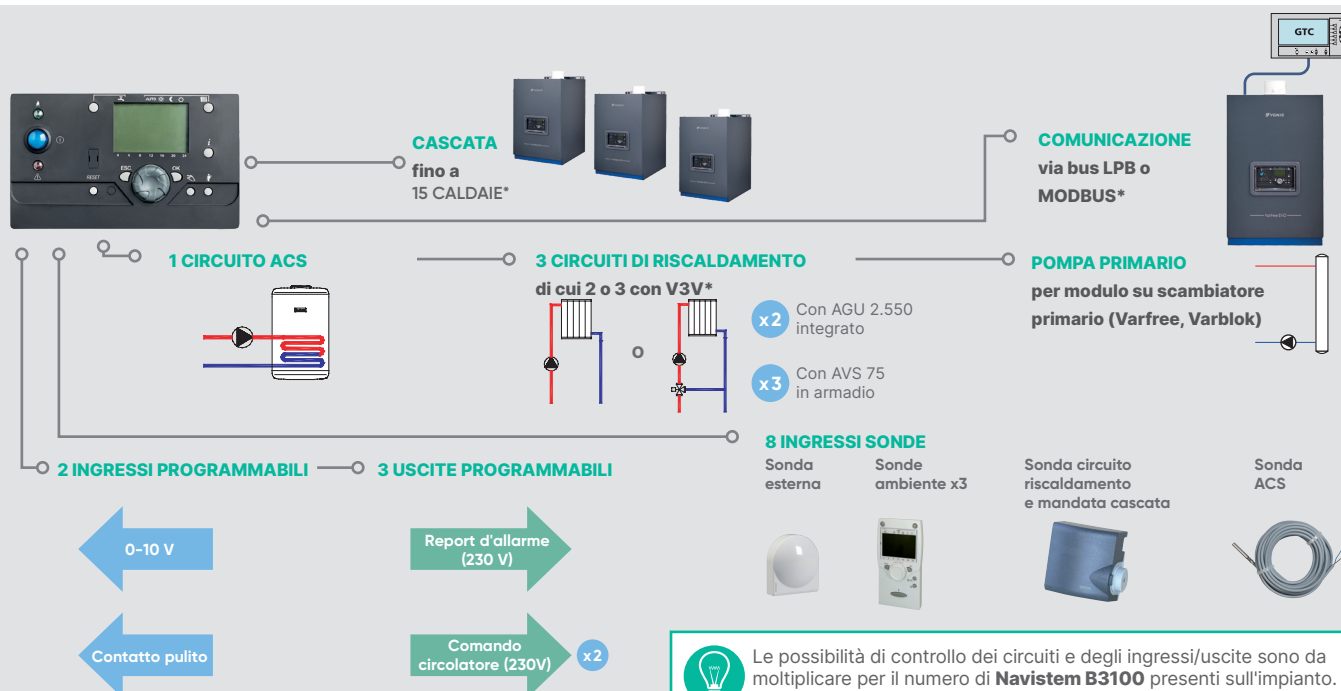 GTC
AUTO
RESET
ESC
OK
CASCATA
fino a
15 CALDAIE*
COMUNICAZIONE
via bus LPB o
MODBUS*
1 CIRCUITO ACS
3 CIRCUITI DI RISCALDAMENTO
di cui 2 o 3 con V3V*
o
x2
Con AGU 2.550
integrato
x3
Con AVS 75
in armadio
POMPA PRIMARIO
per modulo su scambiatore
primario (Varfree, Varblok)
2 INGRESSI PROGRAMMABILI
3 USCITE PROGRAMMABILI
8 INGRESSI SONDE
Sonda
esterna
Sonde
ambiente x3
Sonda circuito
riscaldamento
e mandata cascata
Sonda
ACS
0-10 V
Report d'allarme
(230 V)
Contatto pulito
Comando
circolatore (230V)
x2
Le possibilità di controllo dei circuiti e degli ingressi/uscite sono da
moltiplicare per il numero di Navistem B3100 presenti sull'impianto.